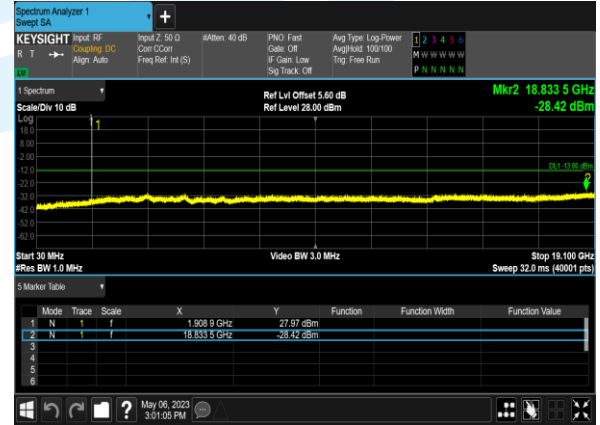 Spectrum Analyzer 1
Swept SA
+
KEYSIGHT Input: RF Input Z: 50 Ω #Atten: 40 dB PNO: Fast Avg Type: Log-Power 1 2 3 4 5 6
R T Coupling: DC Corr CCorr Gate: Off Avg|Hold: 100/100 M W W W W W
Align: Auto Freq Ref: Int (S) IF Gain: Low Trig: Free Run
Sig Track: Off P N N N N N
1 Spectrum Ref Lvl Offset 5.60 dB Mkr2 18.833 5 GHz
Scale/Div 10 dB Ref Level 28.00 dBm -28.42 dBm
Log
1
18.0
8.00
-2.00
-12.0 DL1 -13.00 dBm
2
-22.0
-32.0
-42.0
-52.0
-62.0
Start 30 MHz Video BW 3.0 MHz Stop 19.100 GHz
#Res BW 1.0 MHz Sweep 32.0 ms (40001 pts)
5 Marker Table
Mode Trace Scale X Y Function Function Width Function Value
1 N 1 f 1.908 9 GHz 27.97 dBm
2 N 1 f 18.833 5 GHz -28.42 dBm
3
4
5
6
? May 06, 2023
3:01:05 PM